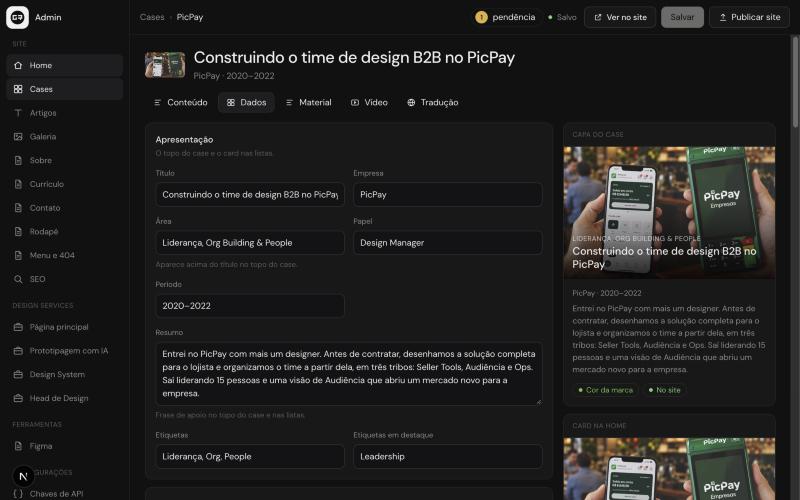 GR
Admin
Cases › PicPay
1 pendência
Salvo
Ver no site
Salvar
Publicar site
SITE
Home
Cases
Artigos
Galeria
Sobre
Currículo
Contato
Rodapé
Menu e 404
SEO
DESIGN SERVICES
Página principal
Prototipagem com IA
Design System
Head de Design
FERRAMENTAS
Figma
N
Chaves de API
Construindo o time de design B2B no PicPay
PicPay · 2020–2022
Conteúdo
Dados
Material
Vídeo
Tradução
Apresentação
O topo do case e o card nas listas.
Título
Empresa
Construindo o time de design B2B no PicPay
PicPay
Área
Papel
Liderança, Org Building & People
Design Manager
Aparece acima do título no topo do case.
Período
2020–2022
Resumo
Entrei no PicPay com mais um designer. Antes de contratar, desenhamos a solução completa
para o lojista e organizamos o time a partir dela, em três tribos: Seller Tools, Audiência e Ops.
Saí liderando 15 pessoas e uma visão de Audiência que abriu um mercado novo para a
empresa.
Frase de apoio no topo do case e nas listas.
Etiquetas
Etiquetas em destaque
Liderança, Org, People
Leadership
CAPA DO CASE
PicPay
PicPay
Empresas
LIDERANÇA, ORG BUILDING & PEOPLE
Construindo o time de design B2B no
PicPay
PicPay · 2020–2022
Entrei no PicPay com mais um designer. Antes de
contratar, desenhamos a solução completa para o
lojista e organizamos o time a partir dela, em três
tribos: Seller Tools, Audiência e Ops. Saí liderando 15
pessoas e uma visão de Audiência que abriu um
mercado novo para a empresa.
Cor da marca
No site
CARD NA HOME
PicPay
PicPay
Empresas